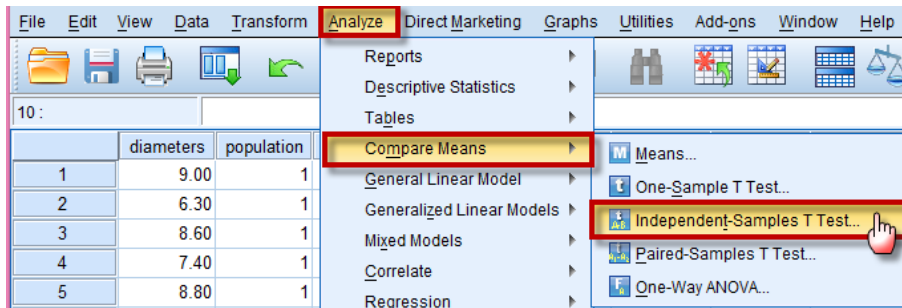 File Edit View Data Transform Analyze Direct Marketing Graphs Utilities Add-ons Window Help
Reports
Descriptive Statistics
10 :
Tables
diameters population
Compare Means
M Means...
1 9.00 1
General Linear Model
t One-Sample T Test...
2 6.30 1
Generalized Linear Models
Independent-Samples T Test...
3 8.60 1
Mixed Models
Paired-Samples T Test...
4 7.40 1
Correlate
One-Way ANOVA...
5 8.80 1
Regression